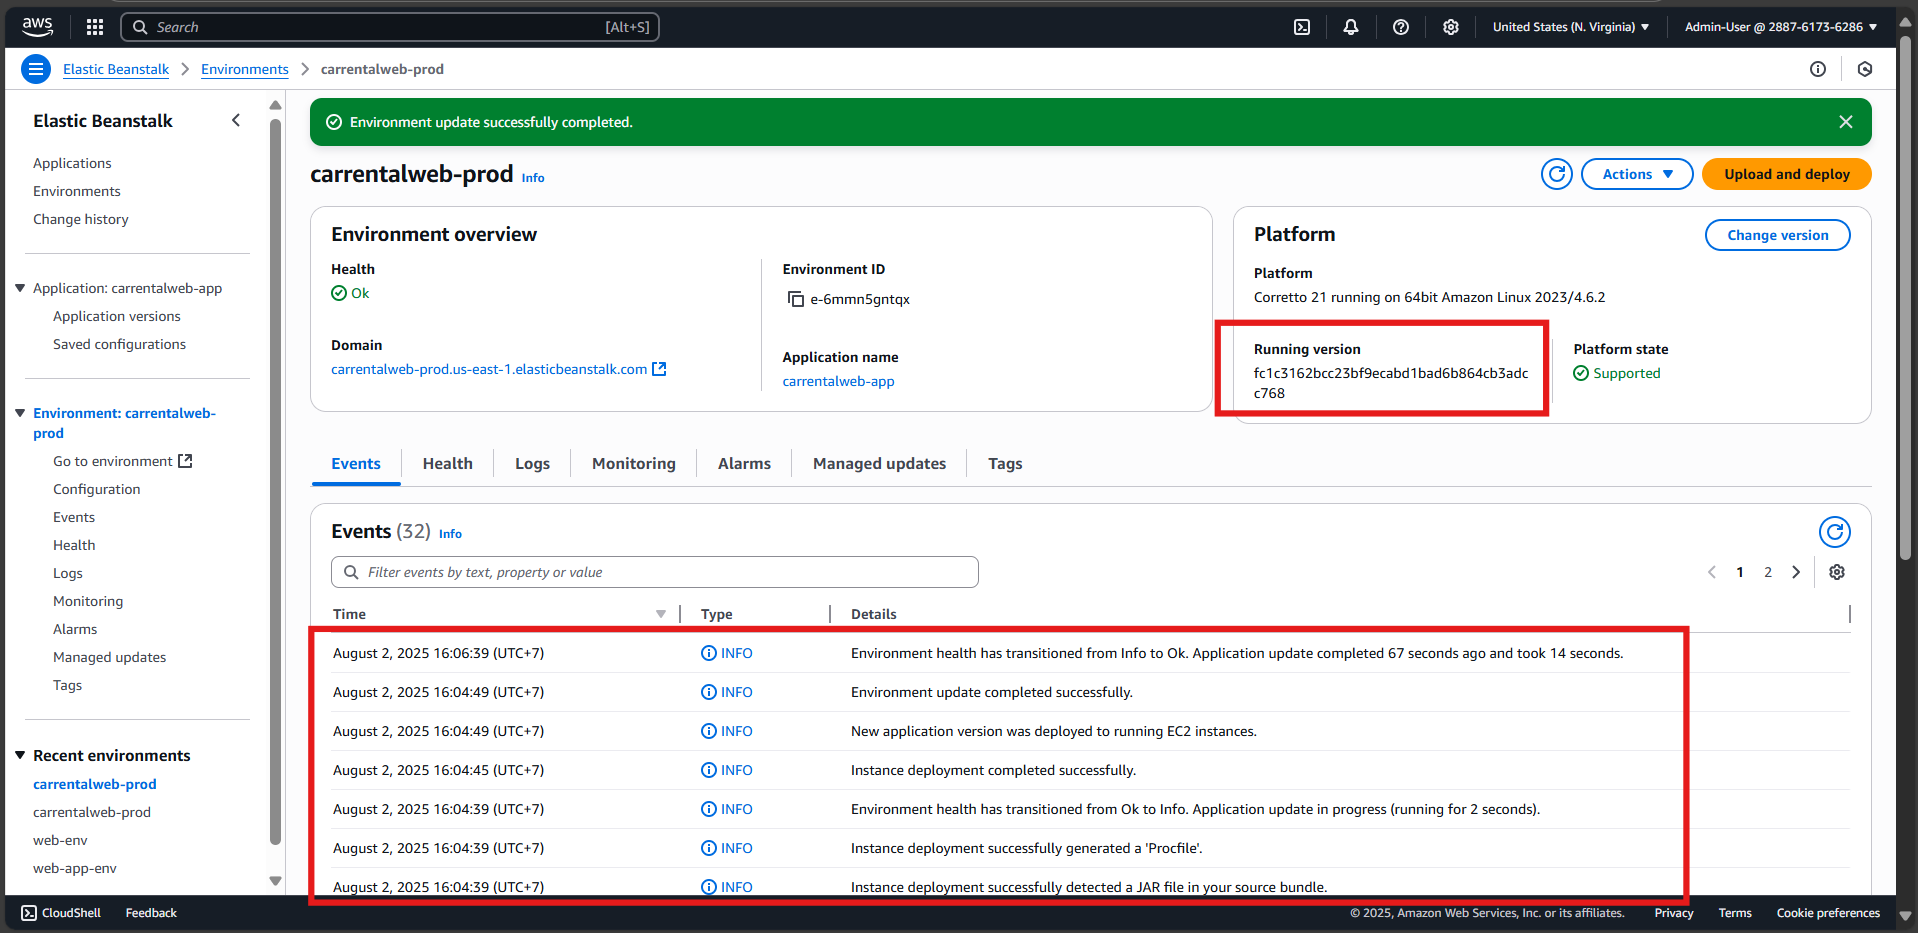 aws
Search
[Alt+S]
United States (N. Virginia)
Admin-User @ 2887-6173-6286
Elastic Beanstalk
Environments
carrentalweb-prod
Elastic Beanstalk
Applications
Environments
Change history
Application: carrentalweb-app
Application versions
Saved configurations
Environment: carrentalweb-
prod
Go to environment
Configuration
Events
Health
Logs
Monitoring
Alarms
Managed updates
Tags
Recent environments
carrentalweb-prod
carrentalweb-prod
web-env
web-app-env
Environment update successfully completed.
carrentalweb-prod Info
Actions
Upload and deploy
Environment overview
Health
Ok
Domain
carrentalweb-prod.us-east-1.elasticbeanstalk.com
Environment ID
e-6mmn5gntqx
Application name
carrentalweb-app
Platform
Change version
Platform
Corretto 21 running on 64bit Amazon Linux 2023/4.6.2
Running version
fc1c3162bcc23bf9ecabd1bad6b864cb3adc
c768
Platform state
Supported
Events
Health
Logs
Monitoring
Alarms
Managed updates
Tags
Events (32) Info
Filter events by text, property or value
1
2
Time Type Details
August 2, 2025 16:06:39 (UTC+7) INFO Environment health has transitioned from Info to Ok. Application update completed 67 seconds ago and took 14 seconds.
August 2, 2025 16:04:49 (UTC+7) INFO Environment update completed successfully.
August 2, 2025 16:04:49 (UTC+7) INFO New application version was deployed to running EC2 instances.
August 2, 2025 16:04:45 (UTC+7) INFO Instance deployment completed successfully.
August 2, 2025 16:04:39 (UTC+7) INFO Environment health has transitioned from Ok to Info. Application update in progress (running for 2 seconds).
August 2, 2025 16:04:39 (UTC+7) INFO Instance deployment successfully generated a 'Procfile'.
August 2, 2025 16:04:39 (UTC+7) INFO Instance deployment successfully detected a JAR file in your source bundle.
CloudShell
Feedback
© 2025, Amazon Web Services, Inc. or its affiliates.
Privacy
Terms
Cookie preferences